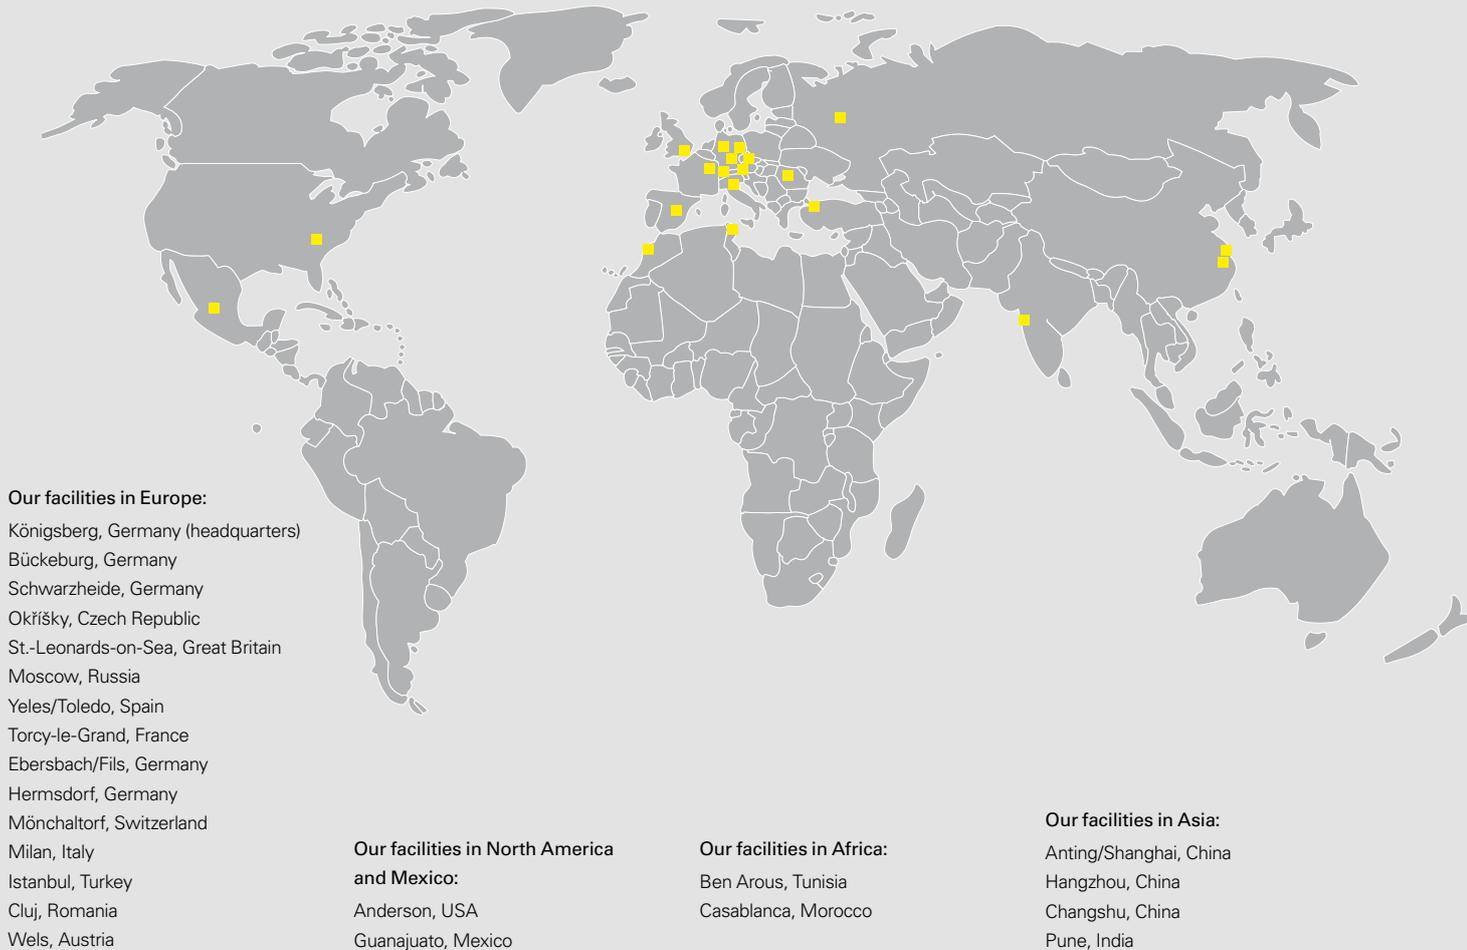 Our facilities in Europe:
Königsberg, Germany (headquarters)
Bückeburg, Germany
Schwarzheide, Germany
Okříšky, Czech Republic
St.-Leonards-on-Sea, Great Britain
Moscow, Russia
Yeles/Toledo, Spain
Torcy-le-Grand, France
Ebersbach/Fils, Germany
Hermsdorf, Germany
Mönchaltorf, Switzerland
Milan, Italy
Istanbul, Turkey
Cluj, Romania
Wels, Austria
Our facilities in North America
and Mexico:
Anderson, USA
Guanajuato, Mexico
Our facilities in Africa:
Ben Arous, Tunisia
Casablanca, Morocco
Our facilities in Asia:
Anting/Shanghai, China
Hangzhou, China
Changshu, China
Pune, India